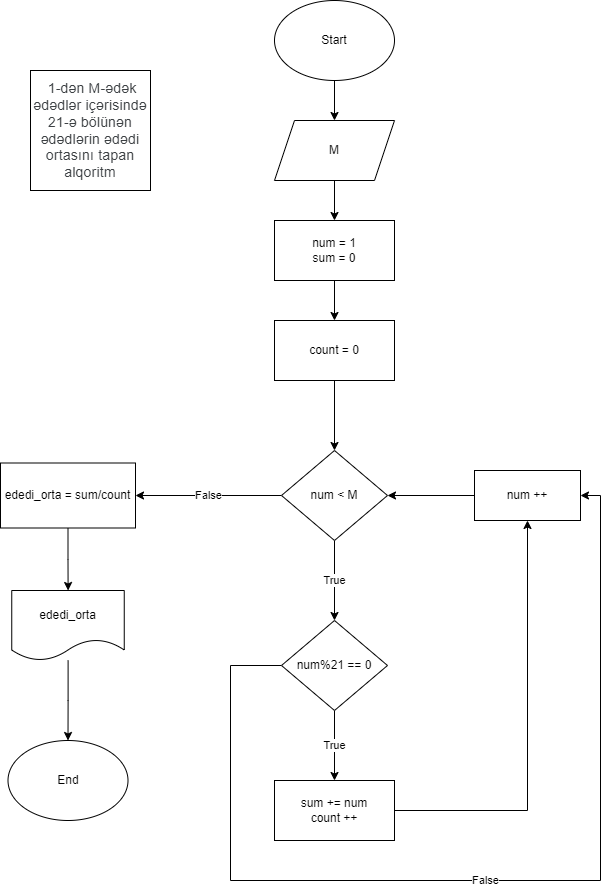 Start
1-dən M-ədək
ədədlər içərisində
21-ə bölünən
ədədlərin ədədi
ortasını tapan
alqoritm
M
num = 1
sum = 0
count = 0
num < M
False
ededi_orta = sum/count
num ++
True
ededi_orta
num%21 == 0
True
End
sum += num
count ++
False